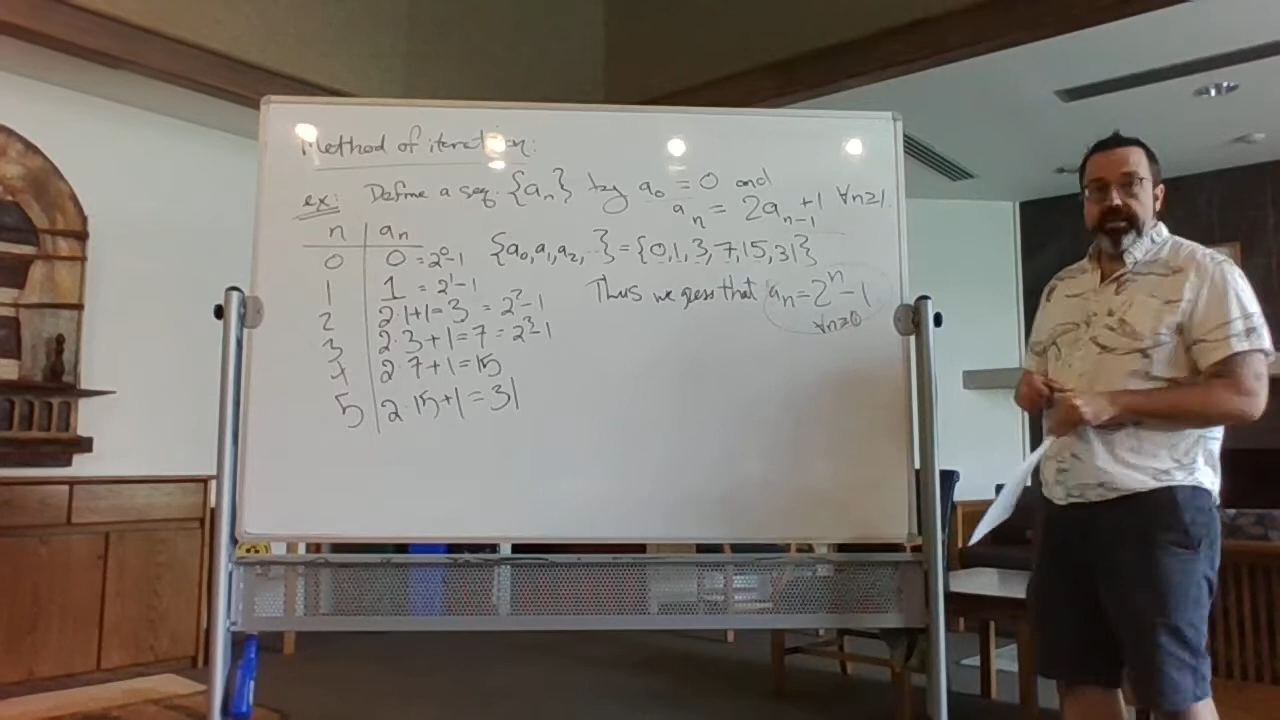 Method of iteration:
ex: Define a seq. {aₙ} by a₀ = 0 and
aₙ = 2aₙ₋₁ + 1 ∀n≥1.
n | aₙ
0 | 0 = 2⁰-1
{a₀, a₁, a₂, ...} = {0, 1, 3, 7, 15, 31}
1 | 1 = 2¹-1
Thus we guess that aₙ = 2ⁿ - 1
∀n≥0
2 | 2·1+1=3 = 2²-1
3 | 2·3+1=7 = 2³-1
4 | 2·7+1=15
5 | 2·15+1=31